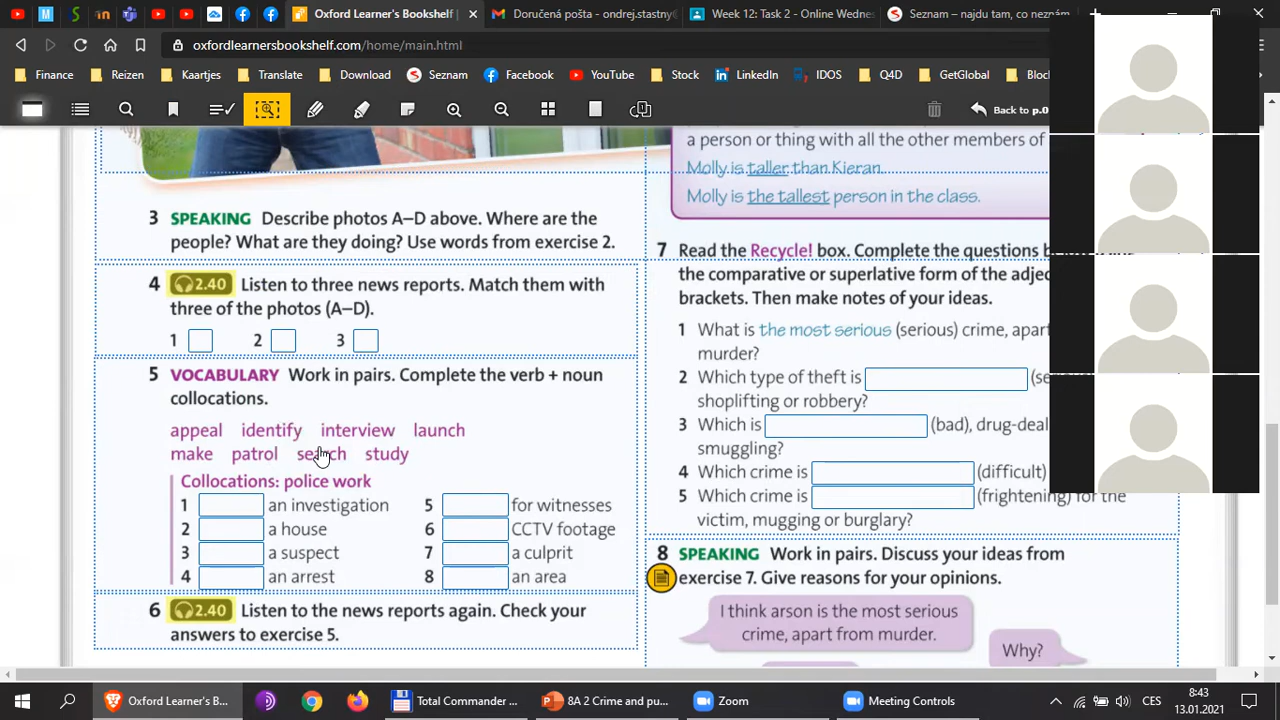 Oxford Learner's Bookshelf | Doručená pošta - ondrej.stastny Week 12: Task 2 - Online Wednes Seznam – najdu tam, co neznám
oxfordlearnersbookshelf.com/home/main.html
Finance Reizen Kaartjes Translate Download Seznam Facebook YouTube Stock LinkedIn IDOS Q4D GetGlobal Bloc
Back to p.0
3 SPEAKING Describe photos A–D above. Where are the
people? What are they doing? Use words from exercise 2.
4 2.40 Listen to three news reports. Match them with
three of the photos (A–D).
1 2 3
5 VOCABULARY Work in pairs. Complete the verb + noun
collocations.
appeal identify interview launch
make patrol search study
Collocations: police work
1 an investigation 5 for witnesses
2 a house 6 CCTV footage
3 a suspect 7 a culprit
4 an arrest 8 an area
6 2.40 Listen to the news reports again. Check your
answers to exercise 5.
a person or thing with all the other members of
Molly is taller than Kieran.
Molly is the tallest person in the class.
7 Read the Recycle! box. Complete the questions
the comparative or superlative form of the adjec
brackets. Then make notes of your ideas.
1 What is the most serious (serious) crime, apar
murder?
2 Which type of theft is (se
shoplifting or robbery?
3 Which is (bad), drug-deal
smuggling?
4 Which crime is (difficult)
5 Which crime is (frightening) for the
victim, mugging or burglary?
8 SPEAKING Work in pairs. Discuss your ideas from
exercise 7. Give reasons for your opinions.
I think arson is the most serious
crime, apart from murder.
Why?
Oxford Learner's B... Total Commander ... 8A 2 Crime and pu... Zoom Meeting Controls CES 8:43
13.01.2021